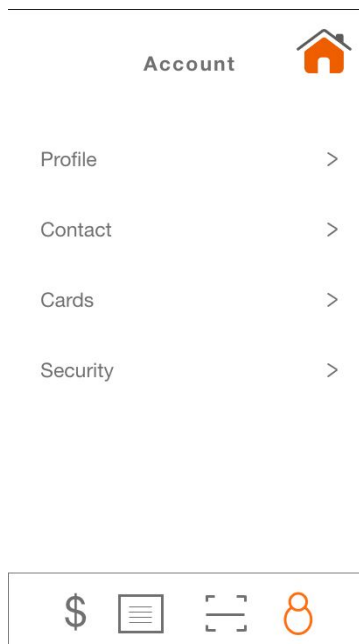 Account
Profile >
Contact >
Cards >
Security >
$